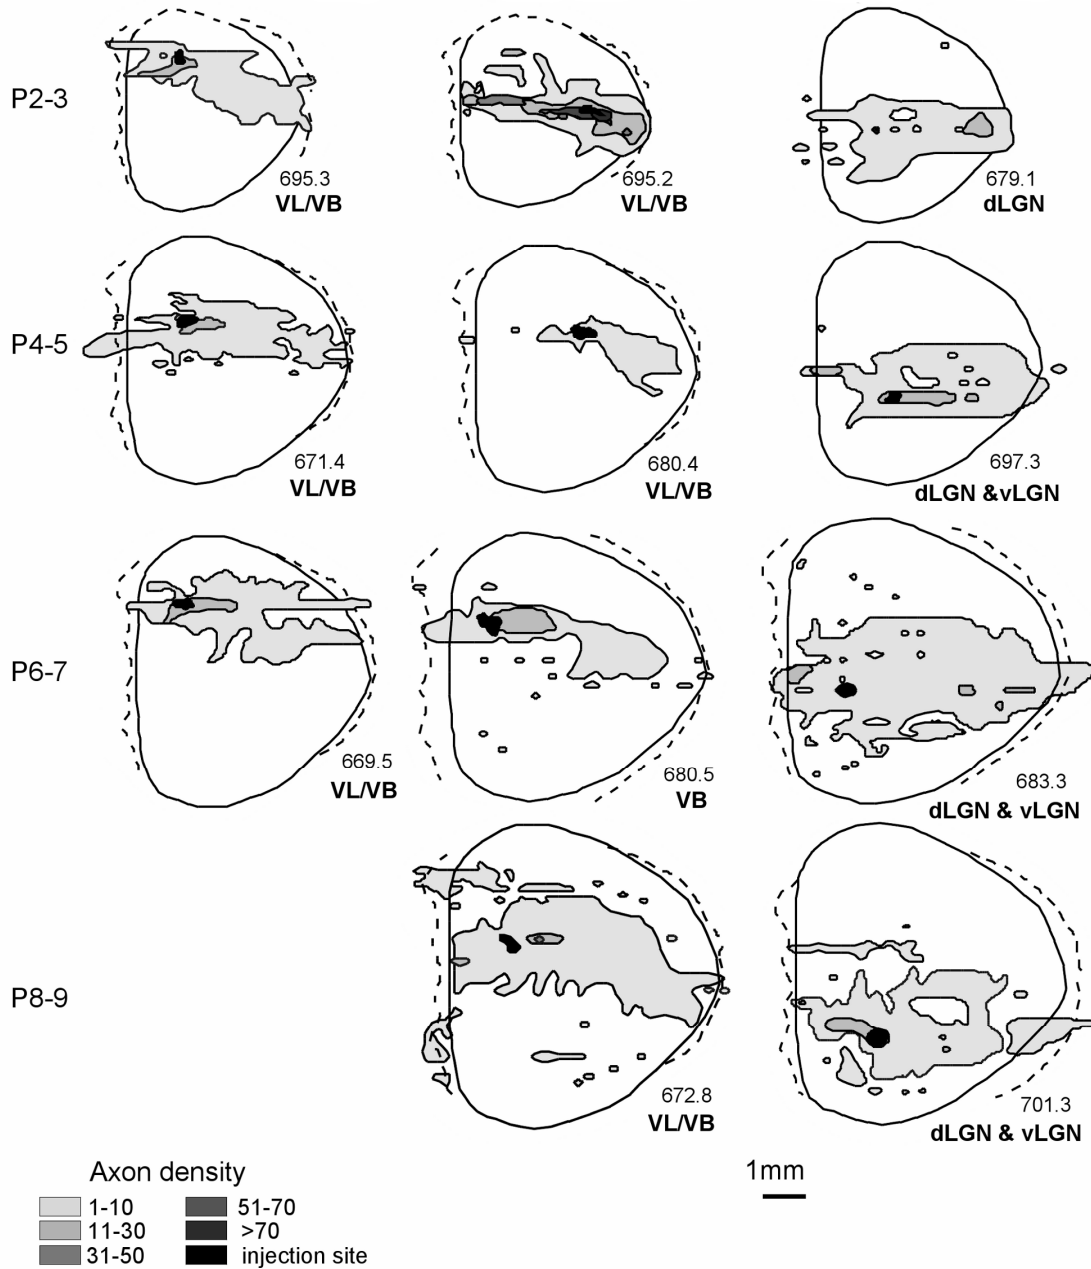 P2-3
695.3
VL/VB
695.2
VL/VB
679.1
dLGN
P4-5
671.4
VL/VB
680.4
VL/VB
697.3
dLGN &vLGN
P6-7
669.5
VL/VB
680.5
VB
683.3
dLGN & vLGN
P8-9
672.8
VL/VB
701.3
dLGN & vLGN
Axon density
1-10
11-30
31-50
51-70
>70
injection site
1mm